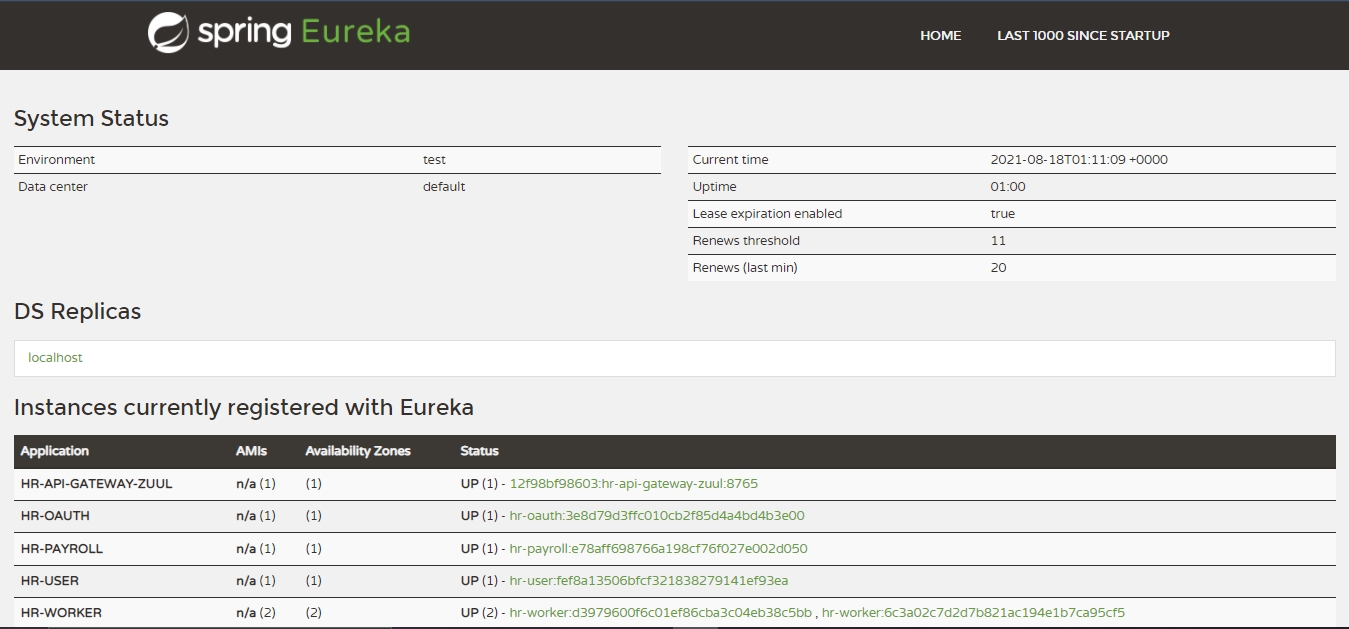 spring Eureka
HOME LAST 1000 SINCE STARTUP
System Status
Environment test
Data center default
Current time 2021-08-18T01:11:09 +0000
Uptime 01:00
Lease expiration enabled true
Renews threshold 11
Renews (last min) 20
DS Replicas
localhost
Instances currently registered with Eureka
Application AMIs Availability Zones Status
HR-API-GATEWAY-ZUUL n/a (1) (1) UP (1) - 12f98bf98603:hr-api-gateway-zuul:8765
HR-OAUTH n/a (1) (1) UP (1) - hr-oauth:3e8d79d3ffc010cb2f85d4a4bd4b3e00
HR-PAYROLL n/a (1) (1) UP (1) - hr-payroll:e78aff698766a198cf76f027e002d050
HR-USER n/a (1) (1) UP (1) - hr-user:fef8a13506bfcf321838279141ef93ea
HR-WORKER n/a (2) (2) UP (2) - hr-worker:d3979600f6c01ef86cba3c04eb38c5bb , hr-worker:6c3a02c7d2d7b821ac194e1b7ca95cf5